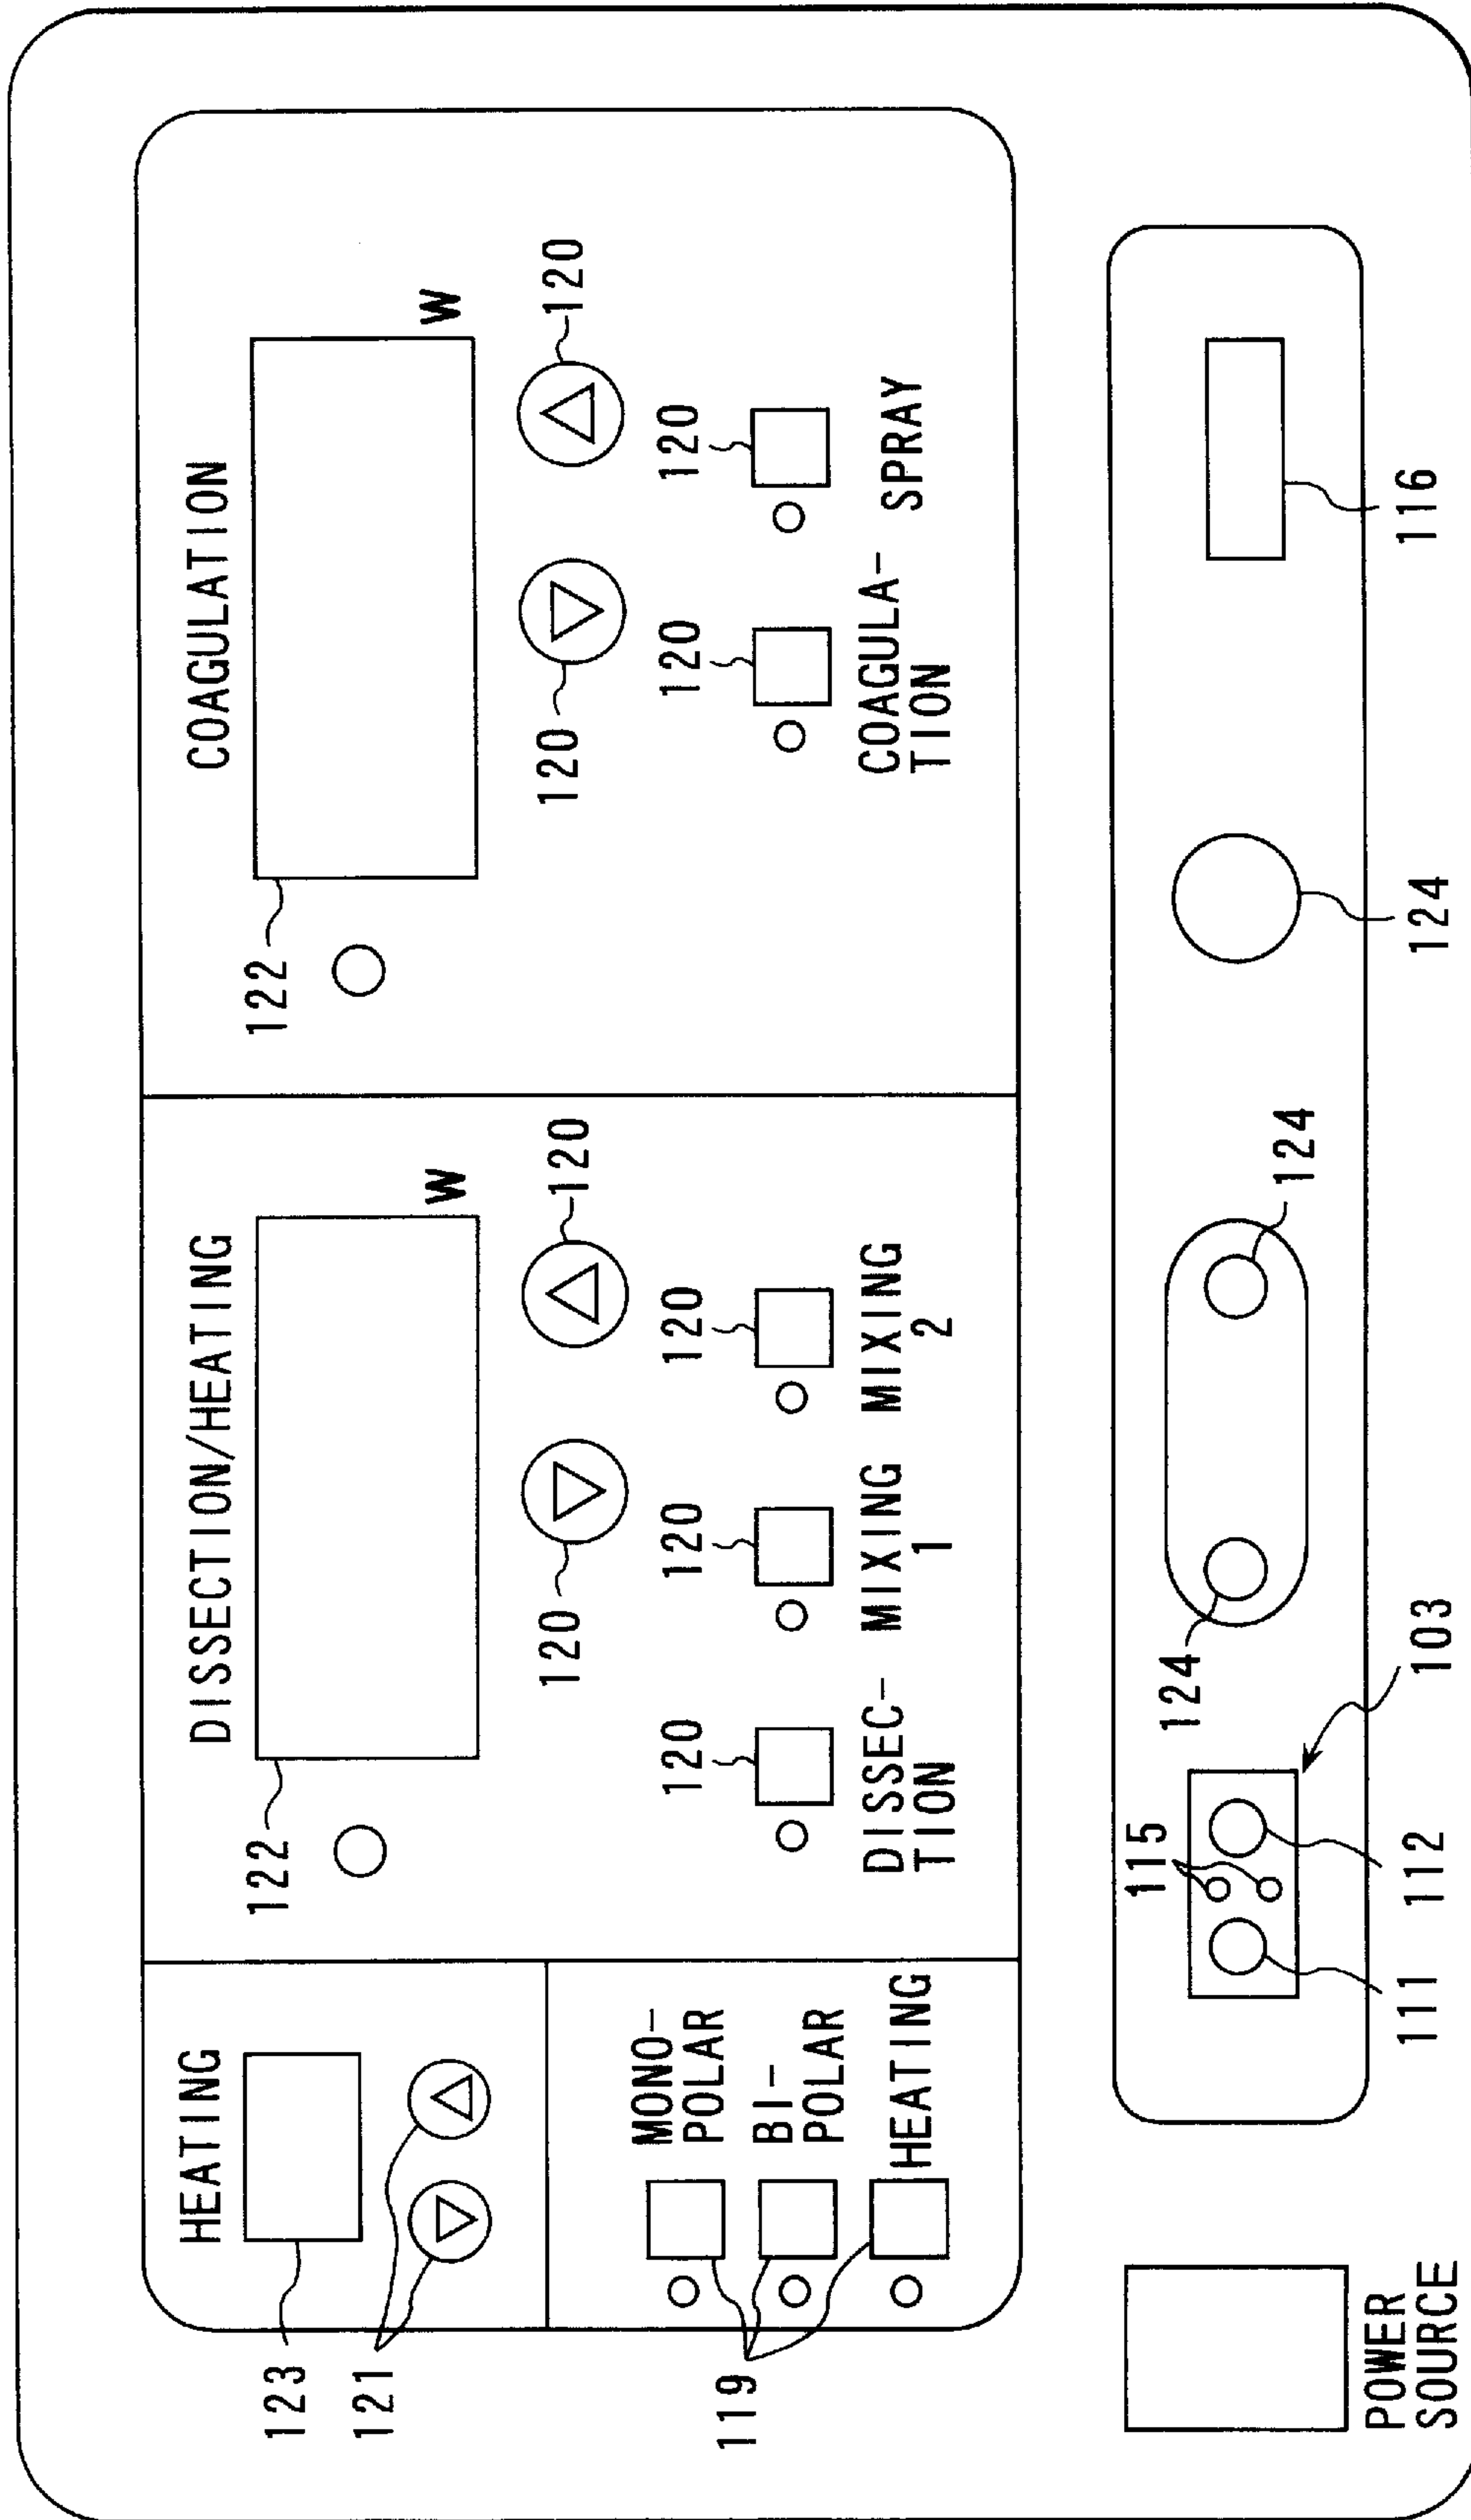 HEATING
123
121
MONO-
POLAR
BI-
POLAR
HEATING
119
DISSECTION/HEATING
122
W
120
120
120
120
120
DISSEC-
TION
MIXING
1
MIXING
2
COAGULATION
122
W
120
120
120
120
COAGULA-
TION
SPRAY
POWER
SOURCE
115
111
112
103
124
124
124
116